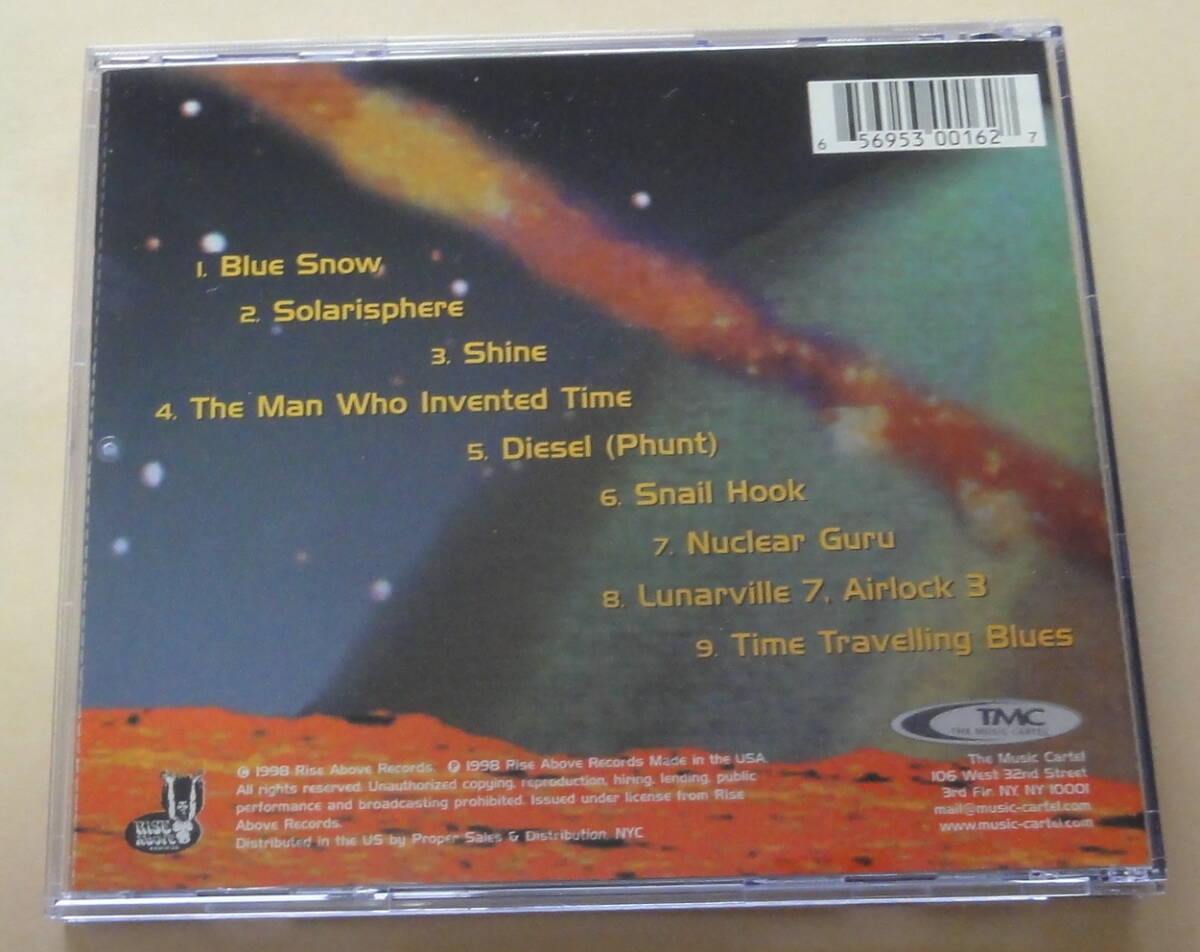 6 56953 00162 7
1. Blue Snow
2. Solarisphere
3. Shine
4. The Man Who Invented Time
5. Diesel (Phunt)
6. Snail Hook
7. Nuclear Guru
8. Lunarville 7, Airlock 3
9. Time Travelling Blues
TMC
THE MUSIC CARTEL
© 1998 Rise Above Records. ℗ 1998 Rise Above Records Made in the USA
All rights reserved. Unauthorized copying, reproduction, hiring, lending, public
performance and broadcasting prohibited. Issued under license from Rise
Above Records.
Distributed in the US by Proper Sales & Distribution, NYC
RISE
ABOVE
RECORDS
The Music Cartel
106 West 32nd Street
3rd Flr. NY, NY 10001
mail@music-cartel.com
www.music-cartel.com